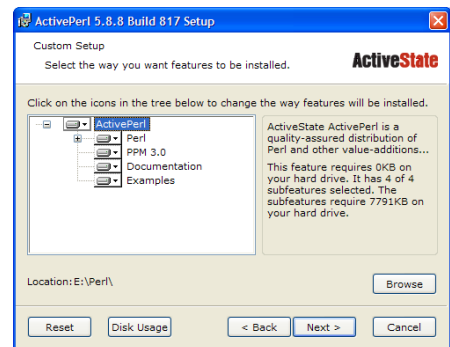 ActivePerl 5.8.8 Build 817 Setup
Custom Setup
Select the way you want features to be installed.
ActiveState
Click on the icons in the tree below to change the way features will be installed.
ActivePerl
Perl
PPM 3.0
Documentation
Examples
ActiveState ActivePerl is a
quality-assured distribution of
Perl and other value-additions...
This feature requires 0KB on
your hard drive. It has 4 of 4
subfeatures selected. The
subfeatures require 7791KB on
your hard drive.
Location: E:\Perl\
Browse
Reset
Disk Usage
< Back
Next >
Cancel